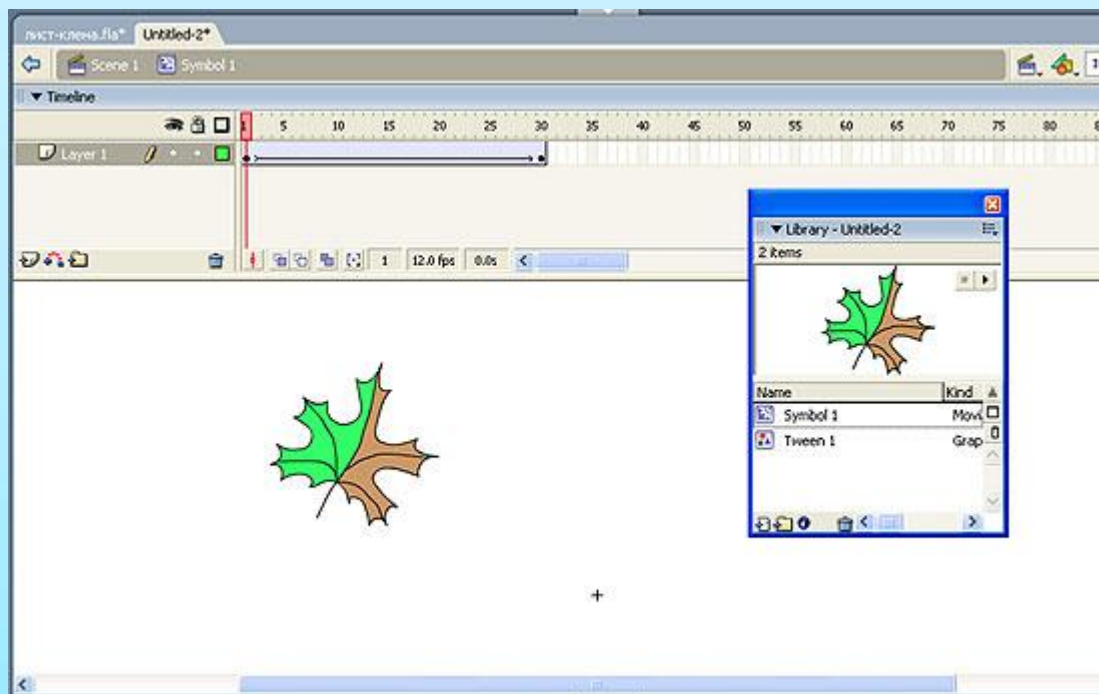 лист-клена.fla* Untitled-2*
Scene 1 Symbol 1
Timeline
1 5 10 15 20 25 30 35 40 45 50 55 60 65 70 75 80
Layer 1
Library - Untitled-2
2 items
1 12.0 fps 0.0s
Name Kind
Symbol 1 Movi
Tween 1 Grap